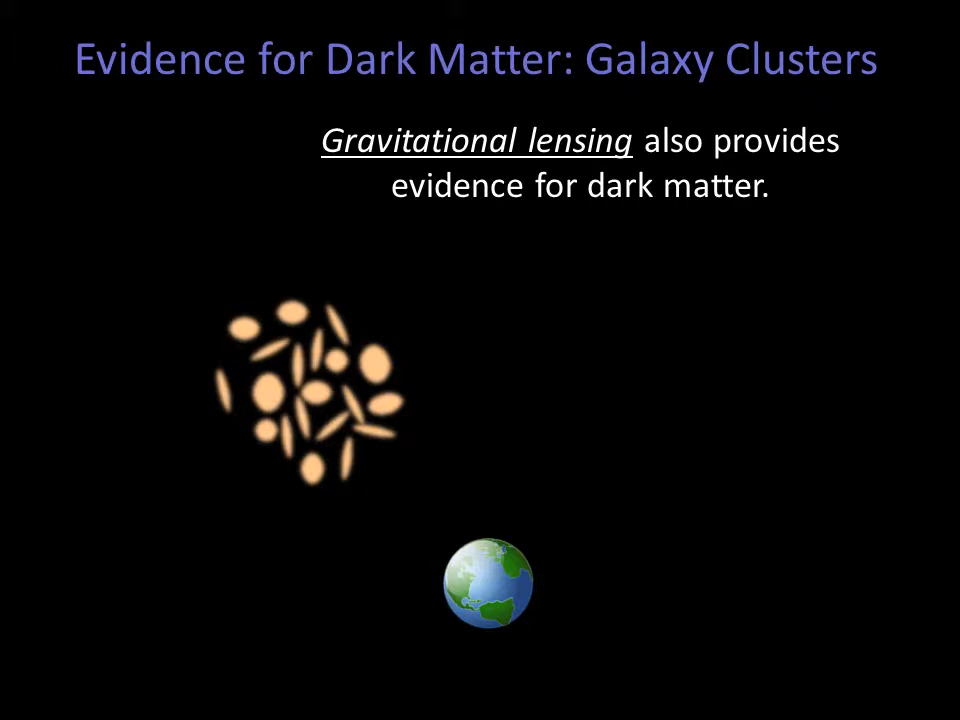 Evidence for Dark Matter: Galaxy Clusters
Gravitational lensing also provides
evidence for dark matter.